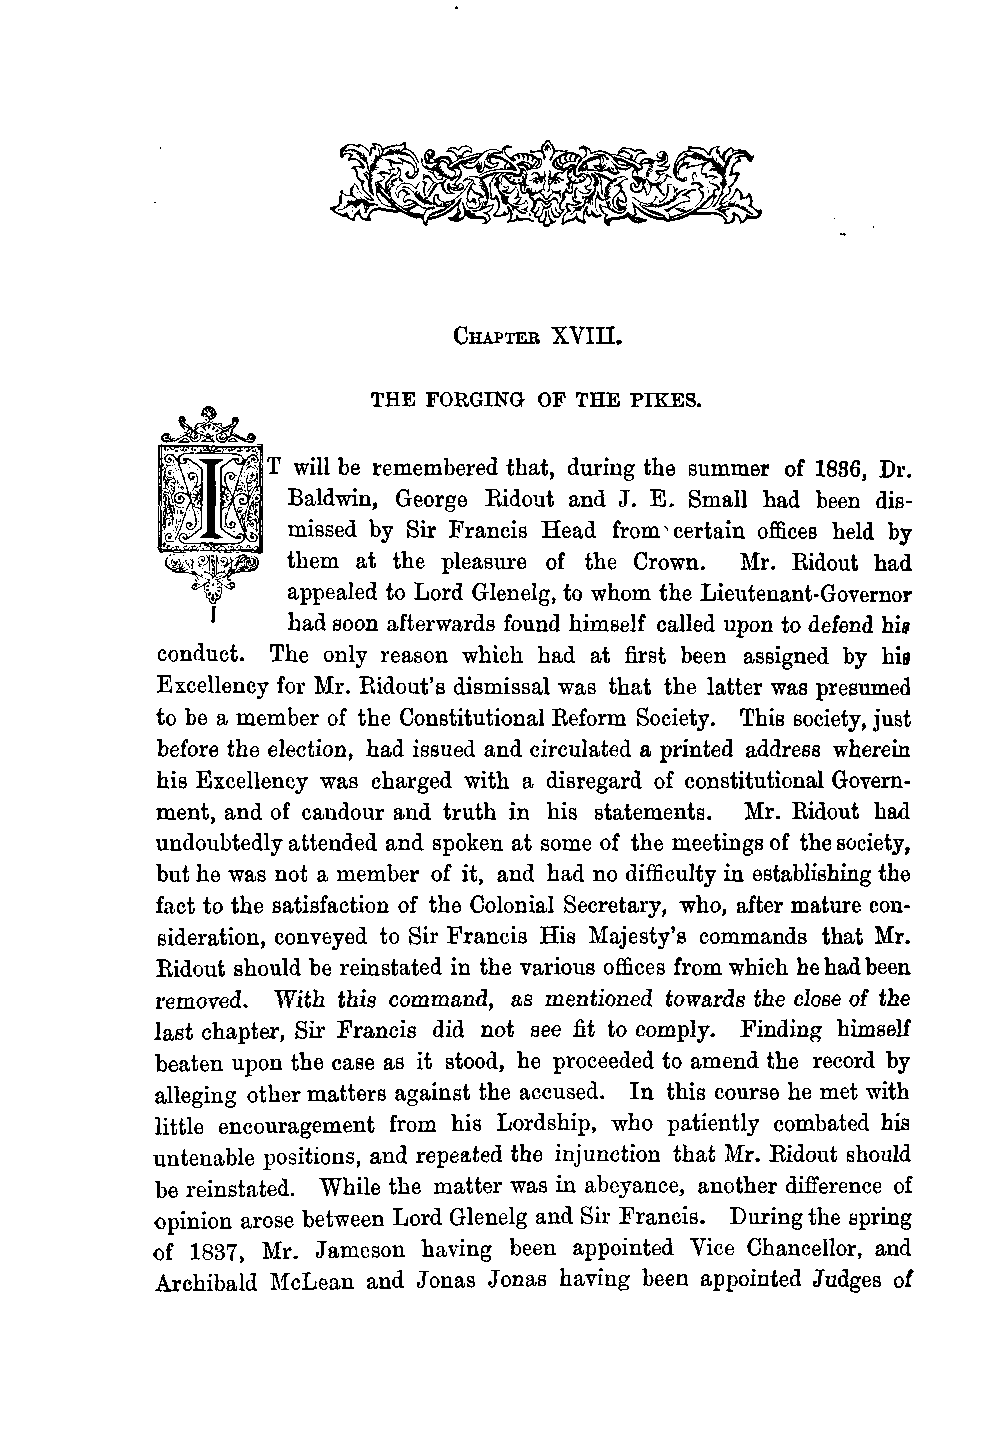 CHAPTER XVIII.
THE FORGING OF THE PIKES.
IT will be remembered that, during the summer of 1836, Dr.
Baldwin, George Ridout and J. E. Small had been dis-
missed by Sir Francis Head from certain offices held by
them at the pleasure of the Crown. Mr. Ridout had
appealed to Lord Glenelg, to whom the Lieutenant-Governor
had soon afterwards found himself called upon to defend his
conduct. The only reason which had at first been assigned by his
Excellency for Mr. Ridout's dismissal was that the latter was presumed
to be a member of the Constitutional Reform Society. This society, just
before the election, had issued and circulated a printed address wherein
his Excellency was charged with a disregard of constitutional Govern-
ment, and of candour and truth in his statements. Mr. Ridout had
undoubtedly attended and spoken at some of the meetings of the society,
but he was not a member of it, and had no difficulty in establishing the
fact to the satisfaction of the Colonial Secretary, who, after mature con-
sideration, conveyed to Sir Francis His Majesty's commands that Mr.
Ridout should be reinstated in the various offices from which he had been
removed. With this command, as mentioned towards the close of the
last chapter, Sir Francis did not see fit to comply. Finding himself
beaten upon the case as it stood, he proceeded to amend the record by
alleging other matters against the accused. In this course he met with
little encouragement from his Lordship, who patiently combated his
untenable positions, and repeated the injunction that Mr. Ridout should
be reinstated. While the matter was in abeyance, another difference of
opinion arose between Lord Glenelg and Sir Francis. During the spring
of 1837, Mr. Jameson having been appointed Vice Chancellor, and
Archibald McLean and Jonas Jonas having been appointed Judges of